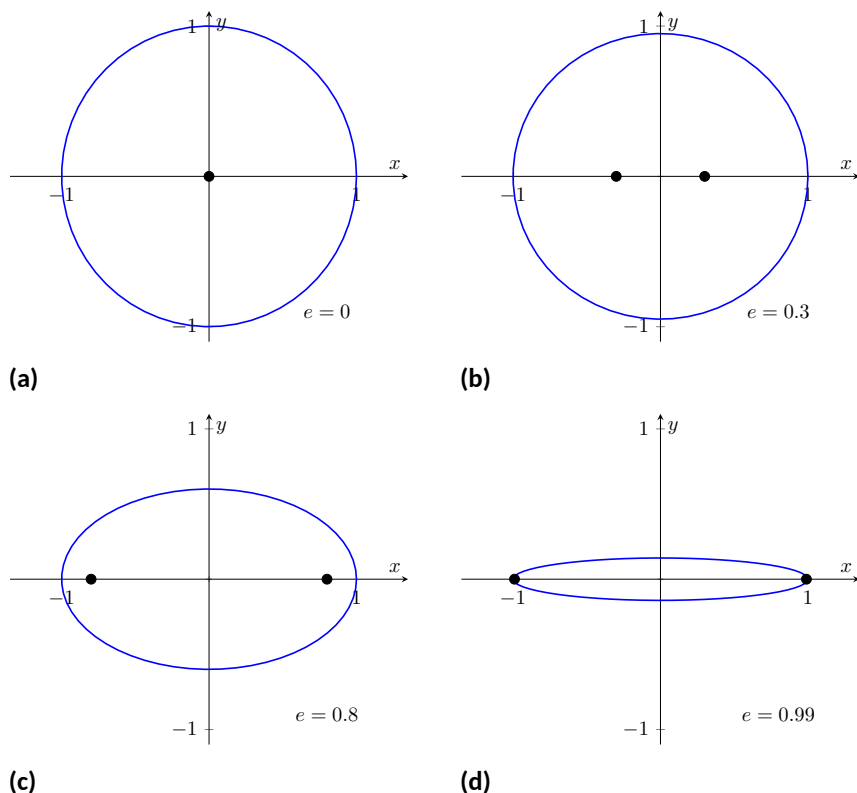 1
y
x
−1
1
−1
e = 0
(a)
1
y
x
−1
1
−1
e = 0.3
(b)
1
y
x
−1
1
−1
e = 0.8
(c)
1
y
x
−1
1
−1
e = 0.99
(d)